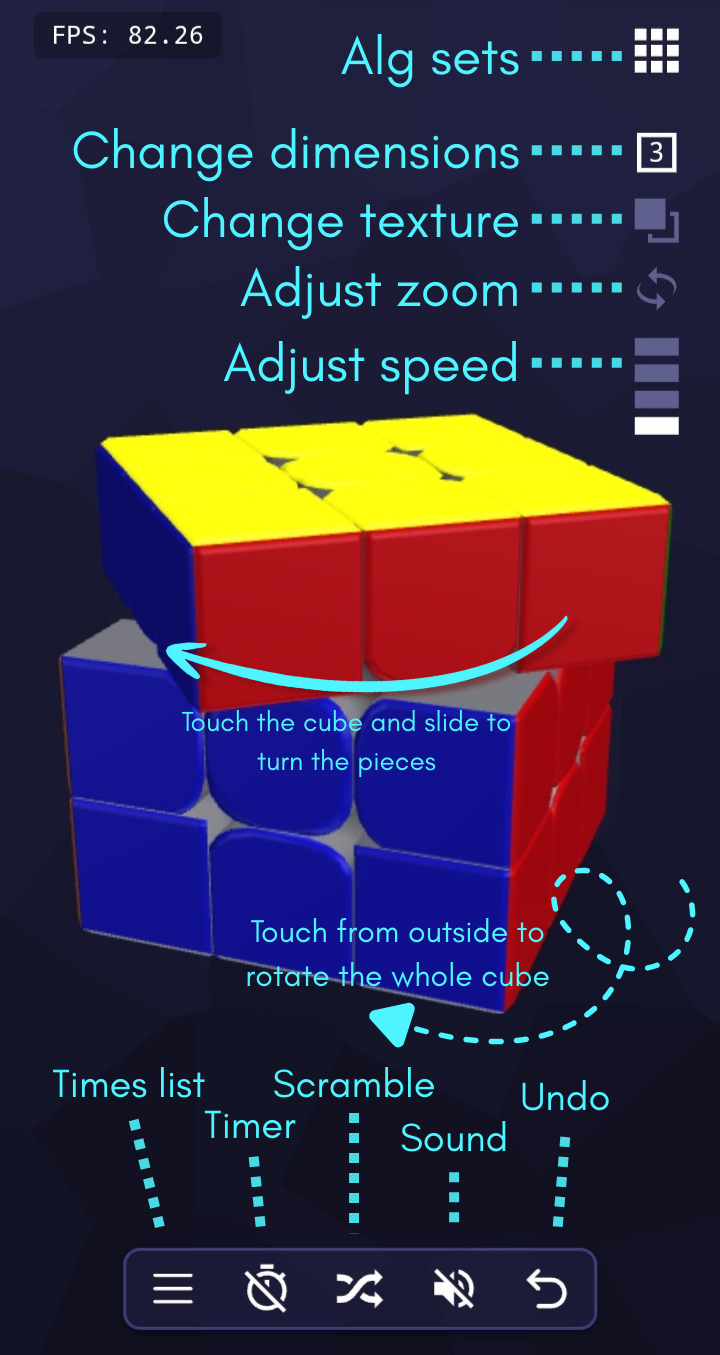 FPS: 82.26
Alg sets
Change dimensions
3
Change texture
Adjust zoom
Adjust speed
Touch the cube and slide to
turn the pieces
Touch from outside to
rotate the whole cube
Times list
Scramble
Undo
Timer
Sound